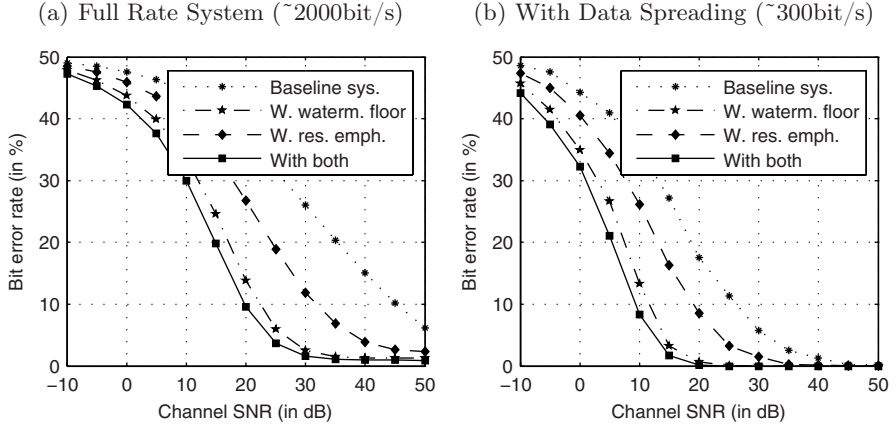 (a) Full Rate System (˜2000bit/s)
50
40
30
20
10
0
Bit error rate (in %)
Baseline sys.
W. waterm. floor
W. res. emph.
With both
−10 0 10 20 30 40 50
Channel SNR (in dB)
(b) With Data Spreading (˜300bit/s)
50
40
30
20
10
0
Bit error rate (in %)
Baseline sys.
W. waterm. floor
W. res. emph.
With both
−10 0 10 20 30 40 50
Channel SNR (in dB)